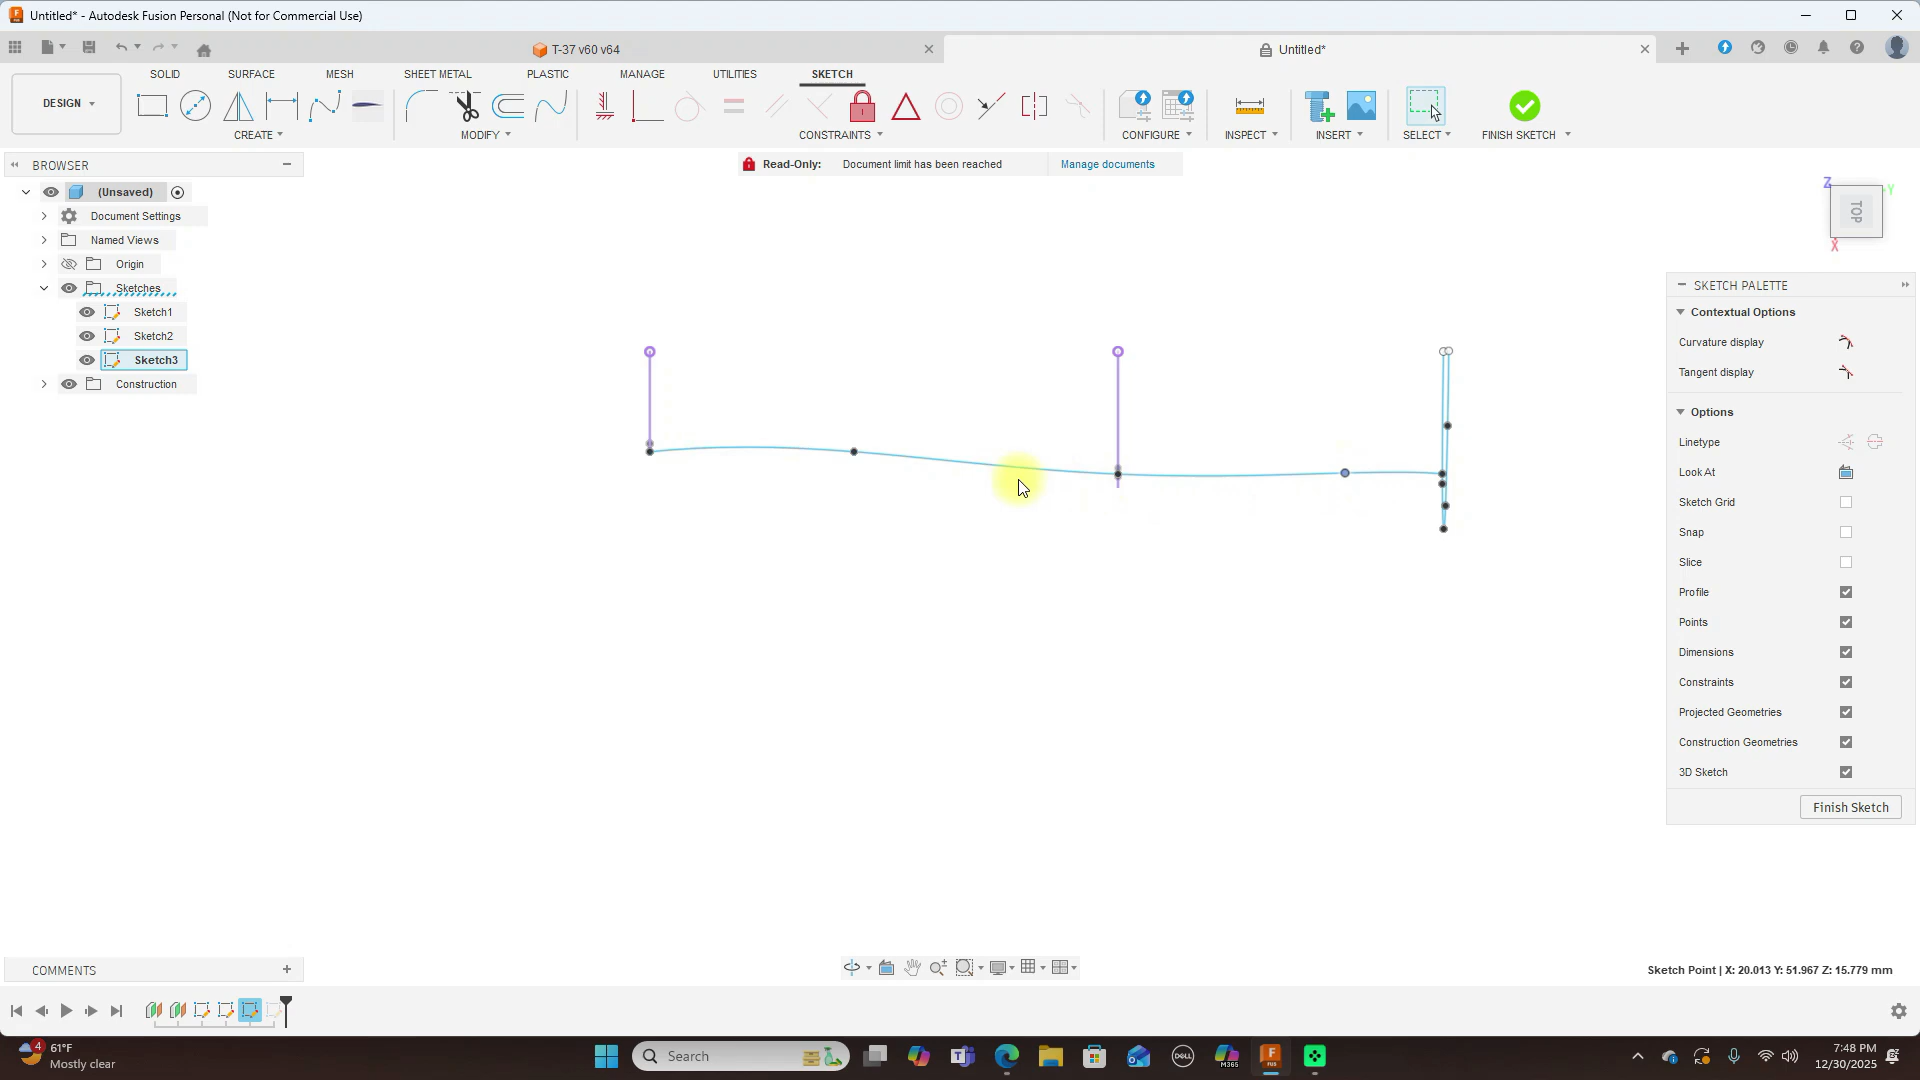 Untitled* - Autodesk Fusion Personal (Not for Commercial Use)
T-37 v60 v64
Untitled*
DESIGN
SOLID
SURFACE
MESH
SHEET METAL
PLASTIC
MANAGE
UTILITIES
SKETCH
CREATE
MODIFY
CONSTRAINTS
CONFIGURE
INSPECT
INSERT
SELECT
FINISH SKETCH
Read-Only: Document limit has been reached
Manage documents
BROWSER
(Unsaved)
Document Settings
Named Views
Origin
Sketches
Sketch1
Sketch2
Sketch3
Construction
Z
Y
TOP
X
SKETCH PALETTE
Contextual Options
Curvature display
Tangent display
Options
Linetype
Look At
Sketch Grid
Snap
Slice
Profile
Points
Dimensions
Constraints
Projected Geometries
Construction Geometries
3D Sketch
Finish Sketch
COMMENTS
Sketch Point | X: 20.013 Y: 51.967 Z: 15.779 mm
4
61°F
Mostly clear
Search
DELL
M365
F
FUS
7:48 PM
12/30/2025